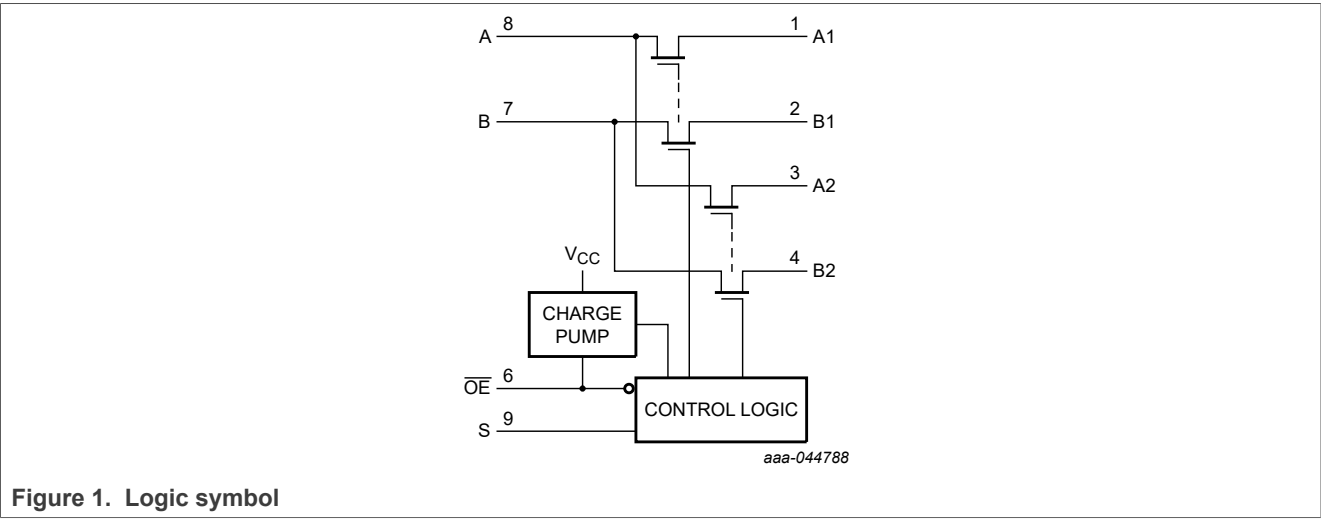 A 8 1 A1
B 7 2 B1
3 A2
4 B2
VCC
CHARGE
PUMP
OE 6
CONTROL LOGIC
S 9
aaa-044788
Figure 1. Logic symbol